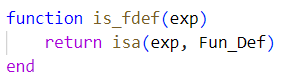 function is_fdef(exp)
    return isa(exp, Fun_Def)
end